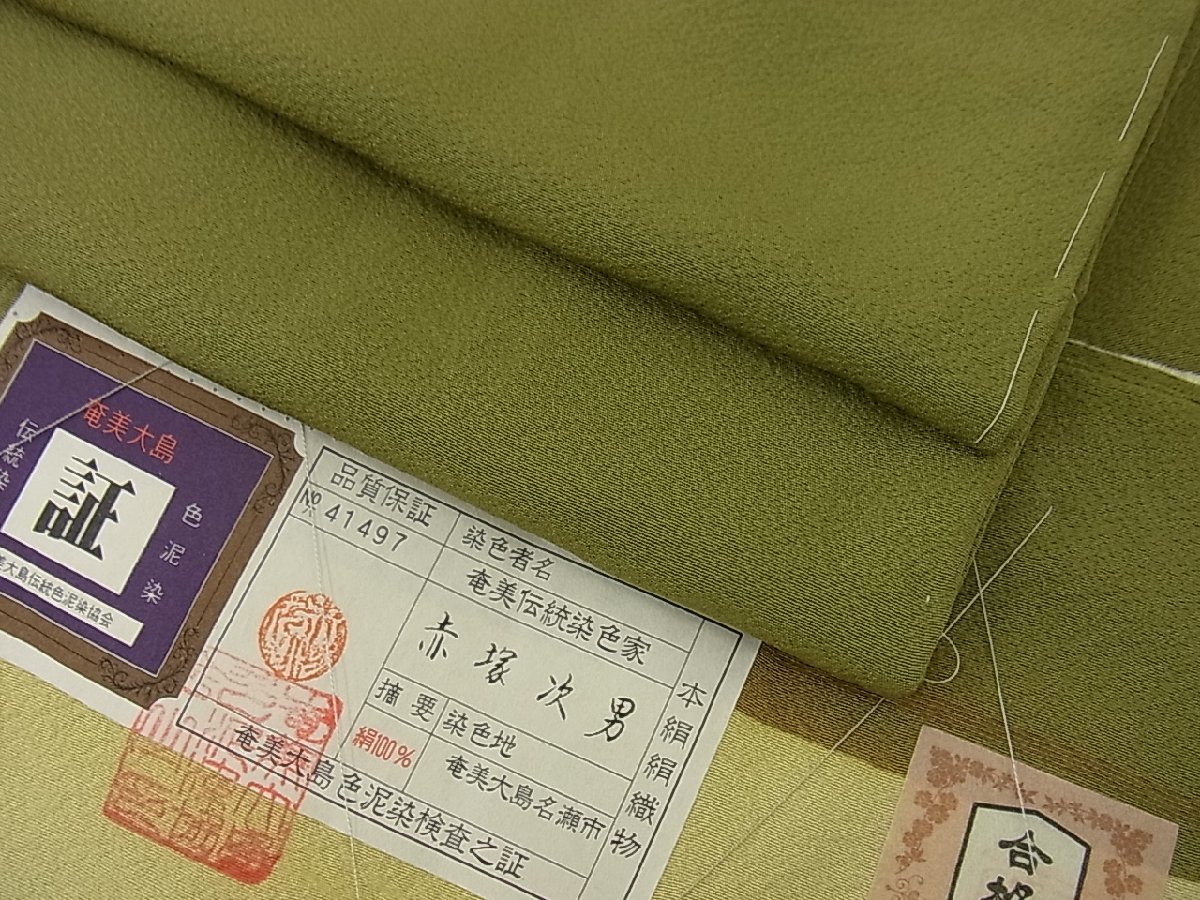 奄美大島
伝統染
証
色泥染
美大島伝統色泥染協会
品質保証
№ 41497
染色者名
奄美伝統染色家
赤塚次男
摘要
絹100%
染色地
奄美大島名瀬市
本絹絹織物
奄美大島色泥染検査之証
合格